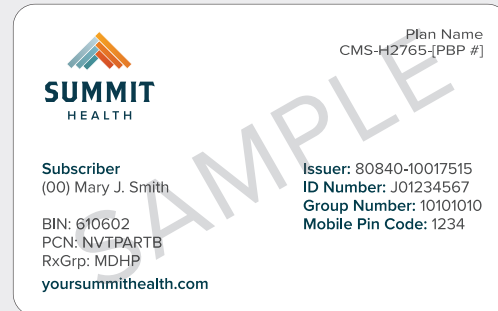 Plan Name
CMS-H2765-[PBP #]
SUMMIT
HEALTH
SAMPLE
Subscriber
(00) Mary J. Smith
BIN: 610602
PCN: NVTPARTB
RxGrp: MDHP
yoursummithealth.com
Issuer: 80840-10017515
ID Number: J01234567
Group Number: 10101010
Mobile Pin Code: 1234